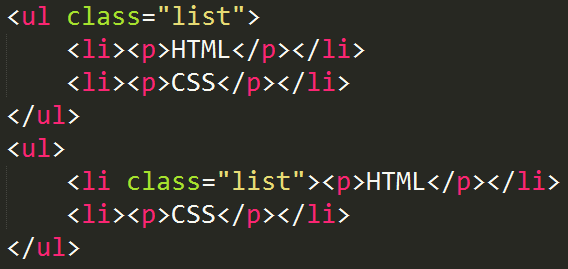 <ul class="list">
    <li><p>HTML</p></li>
    <li><p>CSS</p></li>
</ul>
<ul>
    <li class="list"><p>HTML</p></li>
    <li><p>CSS</p></li>
</ul>